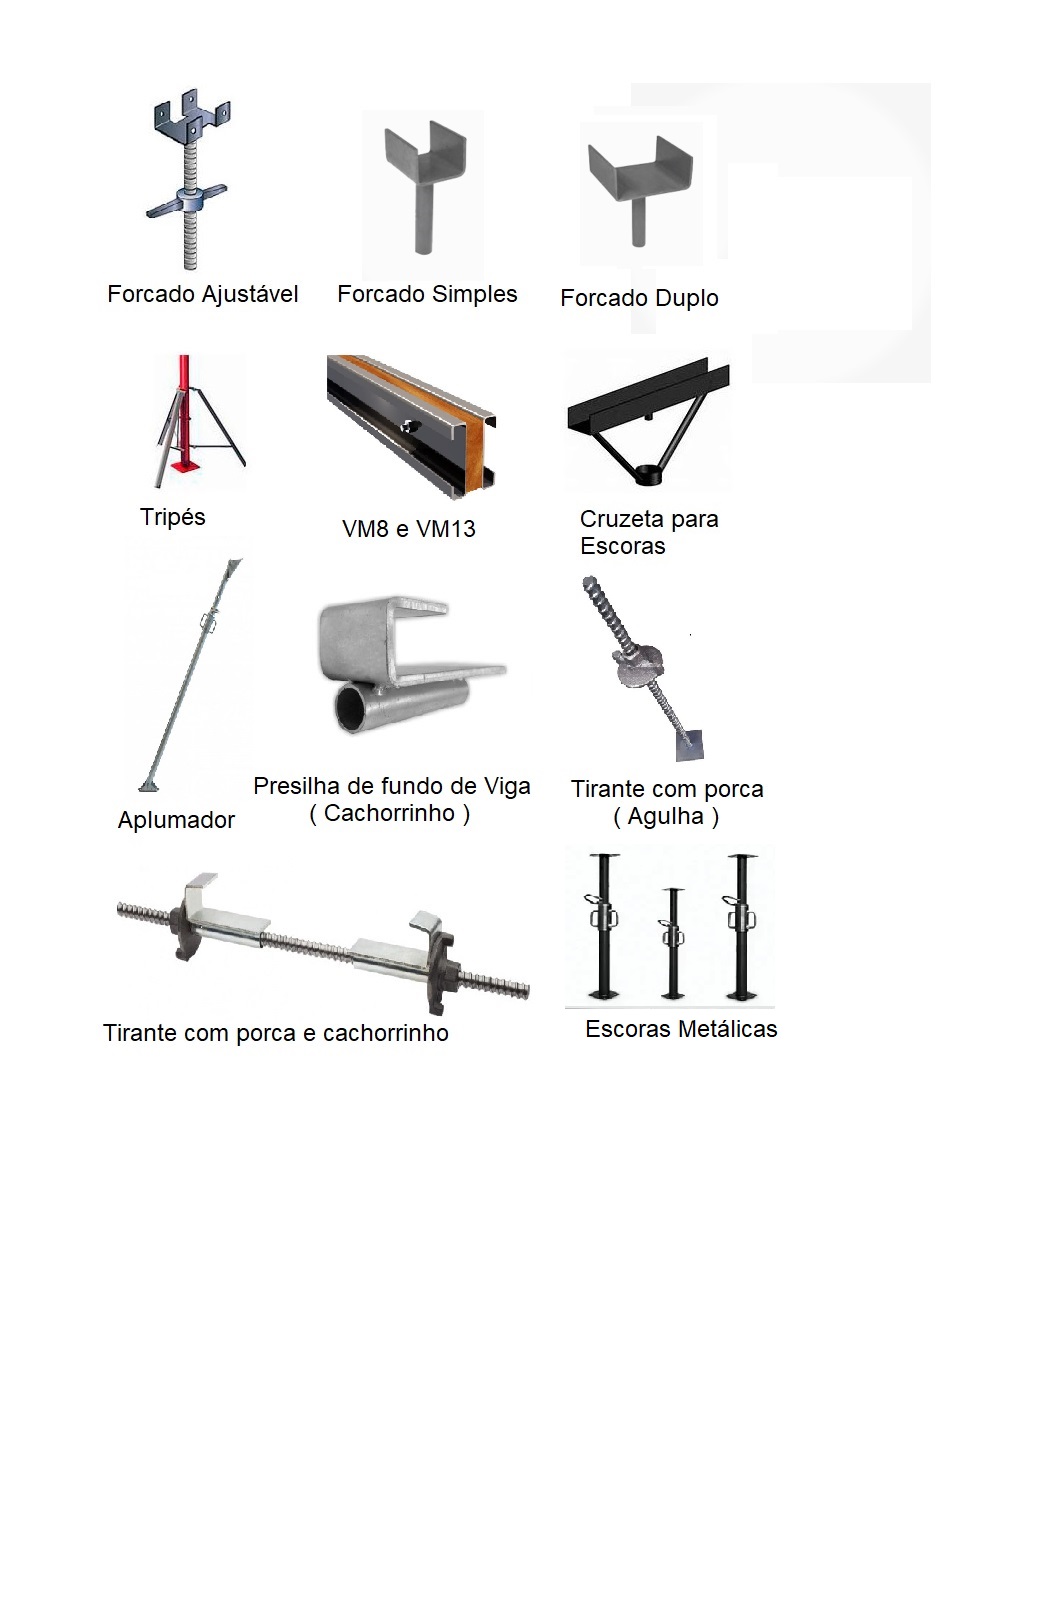 Forcado Ajustável
Forcado Simples
Forcado Duplo
Tripés
VM8 e VM13
Cruzeta para
Escoras
Aplumador
Presilha de fundo de Viga
( Cachorrinho )
Tirante com porca
( Agulha )
Tirante com porca e cachorrinho
Escoras Metálicas